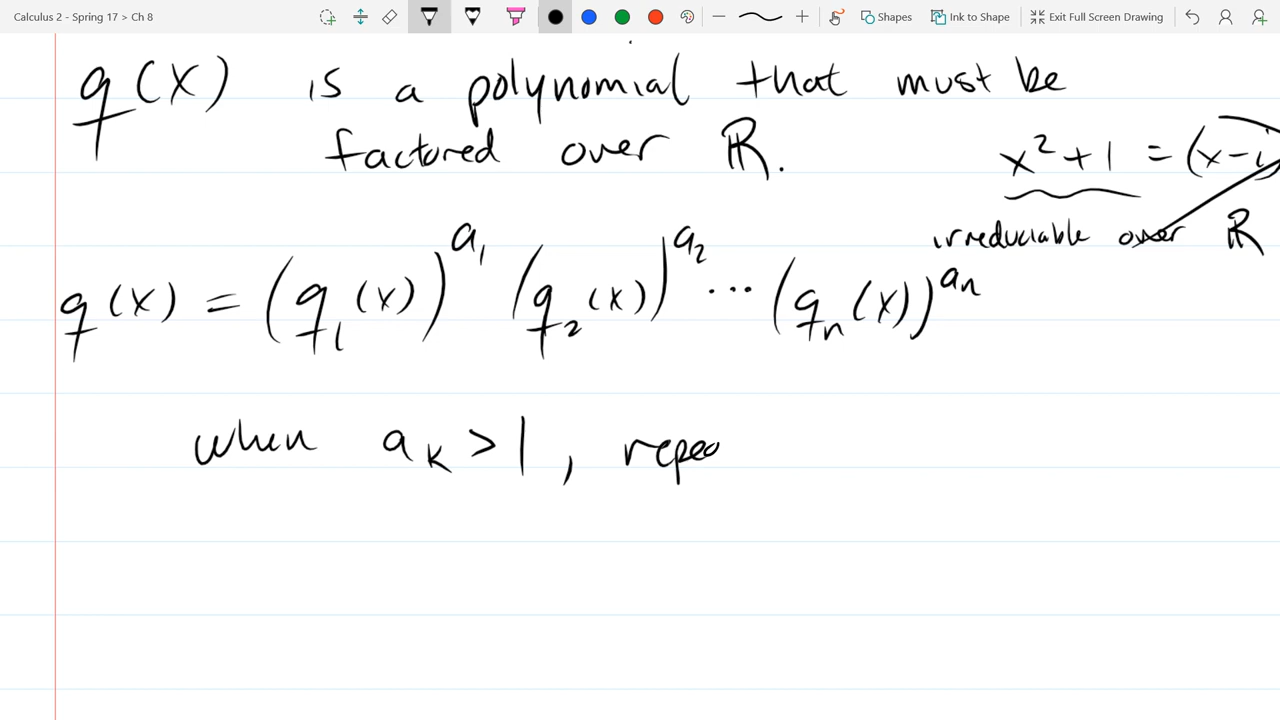 Calculus 2 - Spring 17 > Ch 8
Shapes
Ink to Shape
Exit Full Screen Drawing
q(x) is a polynomial that must be
factored over ℝ.
x² + 1 = (x - i)
irreduciable over ℝ
q(x) = (q₁(x))^a₁ (q₂(x))^a₂ ... (qₙ(x))^aₙ
when aₖ > 1, repea